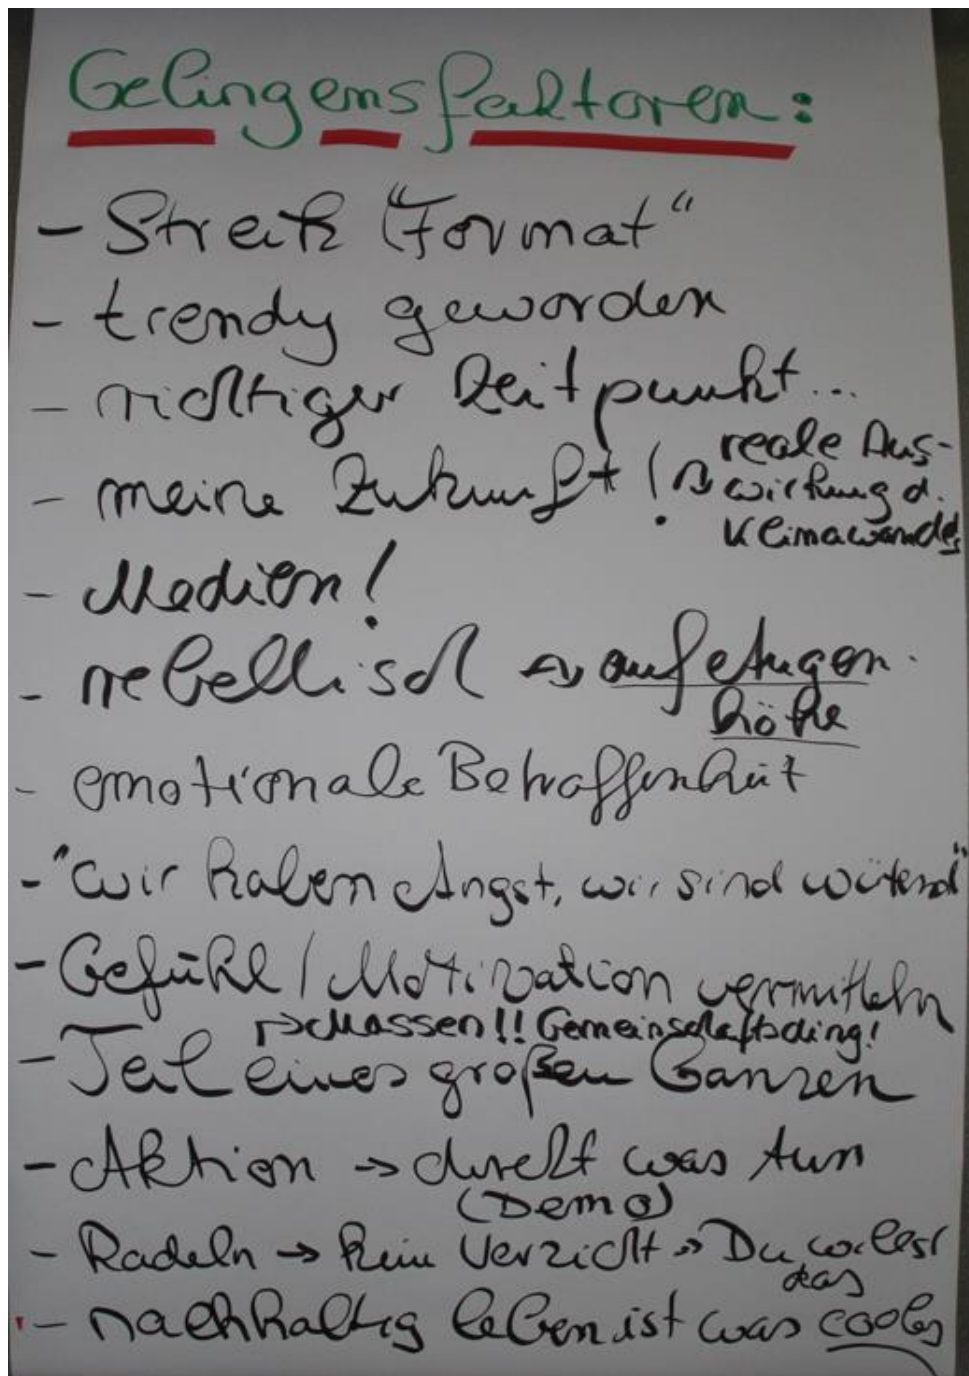 Gelingensfaktoren:
- Streik "Format"
- trendy geworden
- richtiger Zeitpunkt...
- meine Zukunft! → reale Aus-
wirkung d.
Klimawandels
- Medien!
- rebellisch → auf Augen-
höhe
- emotionale Betroffenheit
- "wir haben Angst, wir sind wütend"
- Gefühl / Motivation vermitteln
→ Massen!! Gemeinschaftsding!
- Teil eines großen Ganzen
- Aktion → direkt was tun
(Demo)
- Radeln → kein Verzicht → Du willst
das
- nachhaltig leben ist was cooles